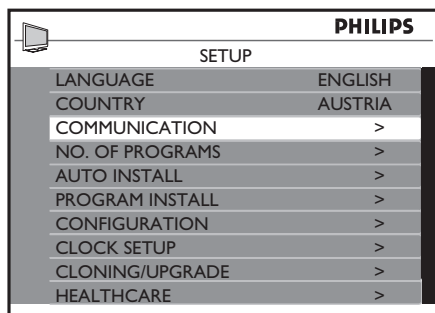 PHILIPS
SETUP
LANGUAGE ENGLISH
COUNTRY AUSTRIA
COMMUNICATION >
NO. OF PROGRAMS >
AUTO INSTALL >
PROGRAM INSTALL >
CONFIGURATION >
CLOCK SETUP >
CLONING/UPGRADE >
HEALTHCARE >